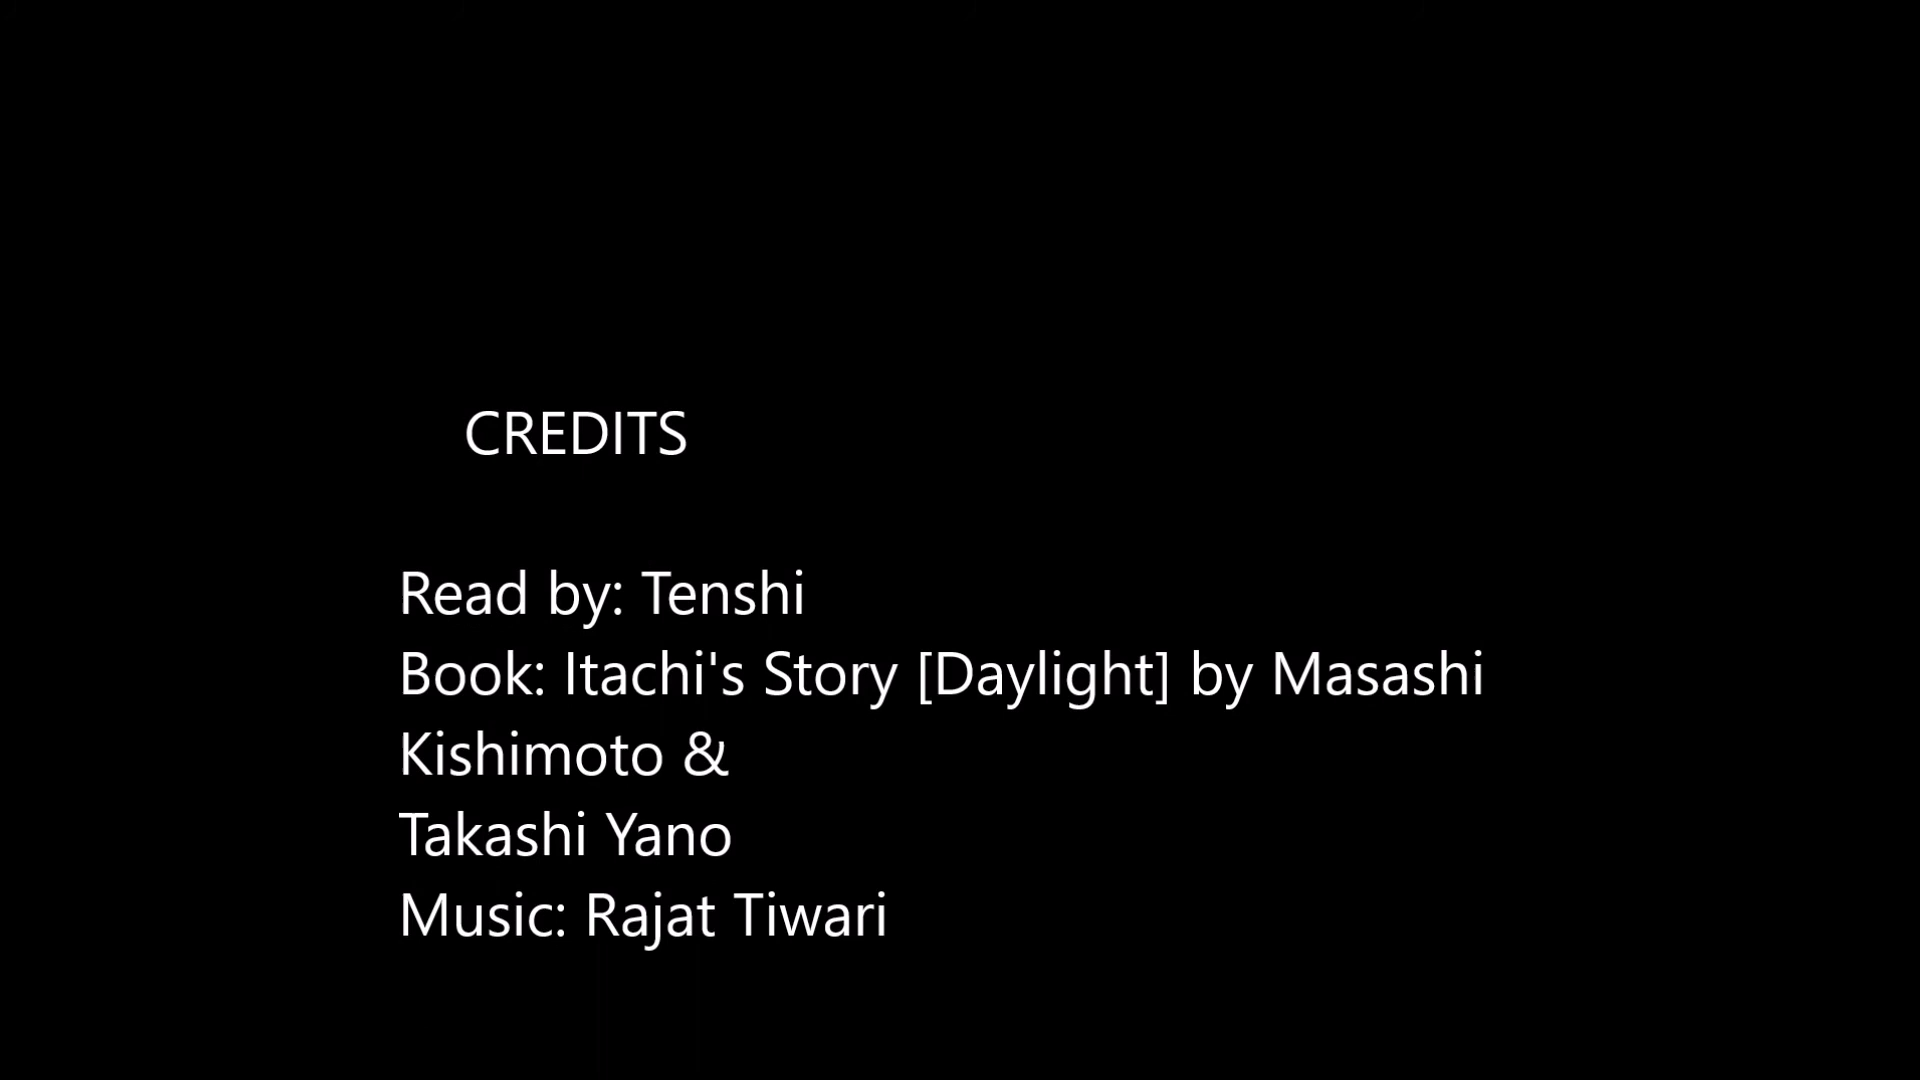 CREDITS
Read by: Tenshi
Book: Itachi's Story [Daylight] by Masashi
Kishimoto &
Takashi Yano
Music: Rajat Tiwari